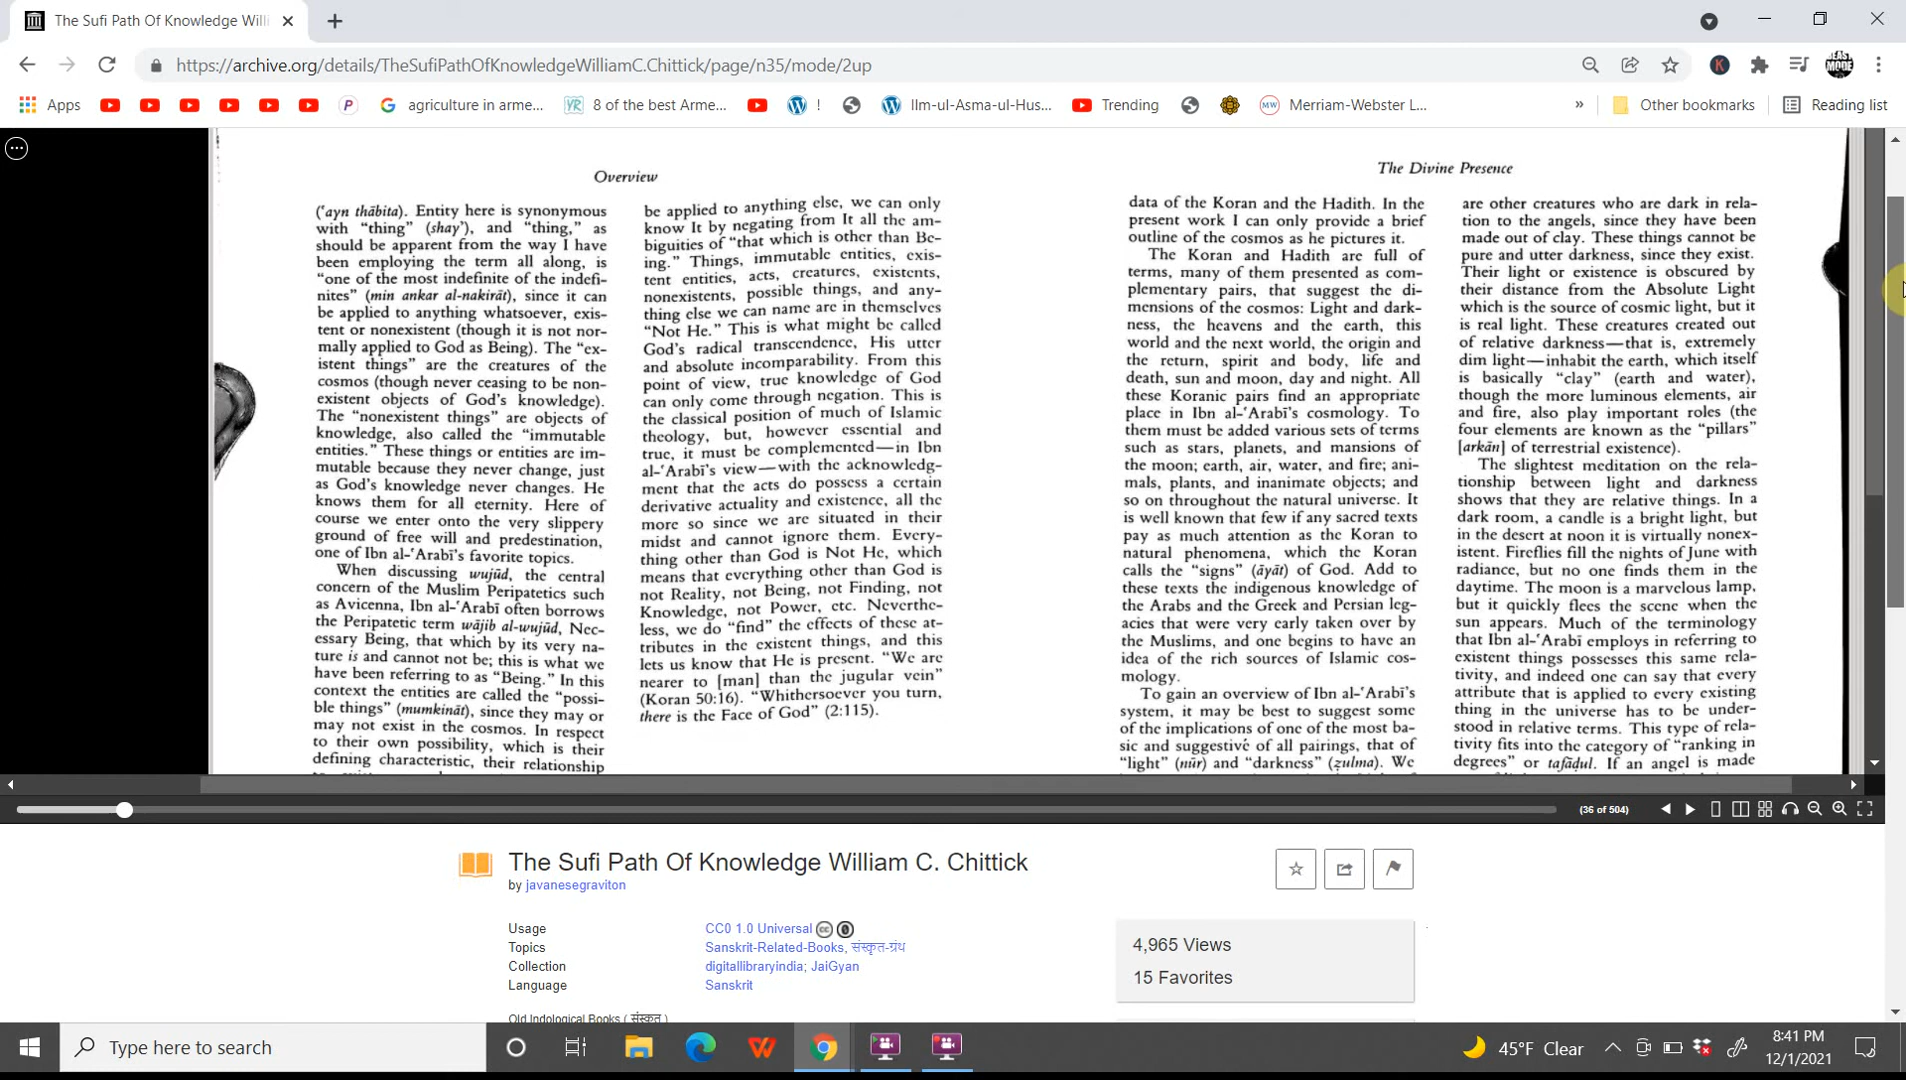 The Sufi Path Of Knowledge Willi
https://archive.org/details/TheSufiPathOfKnowledgeWilliamC.Chittick/page/n35/mode/2up
Apps
agriculture in arme...
8 of the best Arme...
!
Ilm-ul-Asma-ul-Hus...
Trending
Merriam-Webster L...
»
Other bookmarks
Reading list
Overview
(ʻayn thābita). Entity here is synonymous
with “thing” (shayʼ), and “thing,” as
should be apparent from the way I have
been employing the term all along, is
“one of the most indefinite of the indefi-
nites” (min ankar al-nakirāt), since it can
be applied to anything whatsoever, exis-
tent or nonexistent (though it is not nor-
mally applied to God as Being). The “ex-
istent things” are the creatures of the
cosmos (though never ceasing to be non-
existent objects of God’s knowledge).
The “nonexistent things” are objects of
knowledge, also called the “immutable
entities.” These things or entities are im-
mutable because they never change, just
as God’s knowledge never changes. He
knows them for all eternity. Here of
course we enter onto the very slippery
ground of free will and predestination,
one of Ibn al-ʻArabī’s favorite topics.
When discussing wujūd, the central
concern of the Muslim Peripatetics such
as Avicenna, Ibn al-ʻArabī often borrows
the Peripatetic term wājib al-wujūd, Nec-
essary Being, that which by its very na-
ture is and cannot not be; this is what we
have been referring to as “Being.” In this
context the entities are called the “possi-
ble things” (mumkināt), since they may or
may not exist in the cosmos. In respect
to their own possibility, which is their
defining characteristic, their relationship
be applied to anything else, we can only
know It by negating from It all the am-
biguities of “that which is other than Be-
ing.” Things, immutable entities, exis-
tent entities, acts, creatures, existents,
nonexistents, possible things, and any-
thing else we can name are in themselves
“Not He.” This is what might be called
God’s radical transcendence, His utter
and absolute incomparability. From this
point of view, true knowledge of God
can only come through negation. This is
the classical position of much of Islamic
theology, but, however essential and
true, it must be complemented—in Ibn
al-ʻArabī’s view—with the acknowledg-
ment that the acts do possess a certain
derivative actuality and existence, all the
more so since we are situated in their
midst and cannot ignore them. Every-
thing other than God is Not He, which
means that everything other than God is
not Reality, not Being, not Finding, not
Knowledge, not Power, etc. Neverthe-
less, we do “find” the effects of these at-
tributes in the existent things, and this
lets us know that He is present. “We are
nearer to [man] than the jugular vein”
(Koran 50:16). “Whithersoever you turn,
there is the Face of God” (2:115).
The Divine Presence
data of the Koran and the Hadith. In the
present work I can only provide a brief
outline of the cosmos as he pictures it.
The Koran and Hadith are full of
terms, many of them presented as com-
plementary pairs, that suggest the di-
mensions of the cosmos: Light and dark-
ness, the heavens and the earth, this
world and the next world, the origin and
the return, spirit and body, life and
death, sun and moon, day and night. All
these Koranic pairs find an appropriate
place in Ibn al-ʻArabī’s cosmology. To
them must be added various sets of terms
such as stars, planets, and mansions of
the moon; earth, air, water, and fire; ani-
mals, plants, and inanimate objects; and
so on throughout the natural universe. It
is well known that few if any sacred texts
pay as much attention as the Koran to
natural phenomena, which the Koran
calls the “signs” (āyāt) of God. Add to
these texts the indigenous knowledge of
the Arabs and the Greek and Persian leg-
acies that were very early taken over by
the Muslims, and one begins to have an
idea of the rich sources of Islamic cos-
mology.
To gain an overview of Ibn al-ʻArabī’s
system, it may be best to suggest some
of the implications of one of the most ba-
sic and suggestive of all pairings, that of
“light” (nūr) and “darkness” (ẓulma). We
are other creatures who are dark in rela-
tion to the angels, since they have been
made out of clay. These things cannot be
pure and utter darkness, since they exist.
Their light or existence is obscured by
their distance from the Absolute Light
which is the source of cosmic light, but it
is real light. These creatures created out
of relative darkness—that is, extremely
dim light—inhabit the earth, which itself
is basically “clay” (earth and water),
though the more luminous elements, air
and fire, also play important roles (the
four elements are known as the “pillars”
[arkān] of terrestrial existence).
The slightest meditation on the rela-
tionship between light and darkness
shows that they are relative things. In a
dark room, a candle is a bright light, but
in the desert at noon it is virtually nonex-
istent. Fireflies fill the nights of June with
radiance, but no one finds them in the
daytime. The moon is a marvelous lamp,
but it quickly flees the scene when the
sun appears. Much of the terminology
that Ibn al-ʻArabī employs in referring to
existent things possesses this same rela-
tivity, and indeed one can say that every
attribute that is applied to every existing
thing in the universe has to be under-
stood in relative terms. This type of rela-
tivity fits into the category of “ranking in
degrees” or tafāḍul. If an angel is made
(36 of 504)
The Sufi Path Of Knowledge William C. Chittick
by javanesegraviton
Usage CC0 1.0 Universal
Topics Sanskrit-Related-Books, संस्कृत-ग्रंथ
Collection digitallibraryindia; JaiGyan
Language Sanskrit
Old Indological Books ( संस्कृत )
4,965 Views
15 Favorites
Type here to search
45°F Clear
8:41 PM
12/1/2021